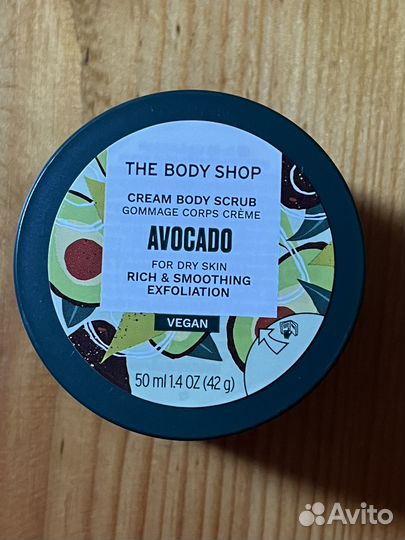 THE BODY SHOP
CREAM BODY SCRUB
GOMMAGE CORPS CRÈME
AVOCADO
FOR DRY SKIN
RICH & SMOOTHING
EXFOLIATION
VEGAN
50 ml 1.4 OZ (42 g)
Avito